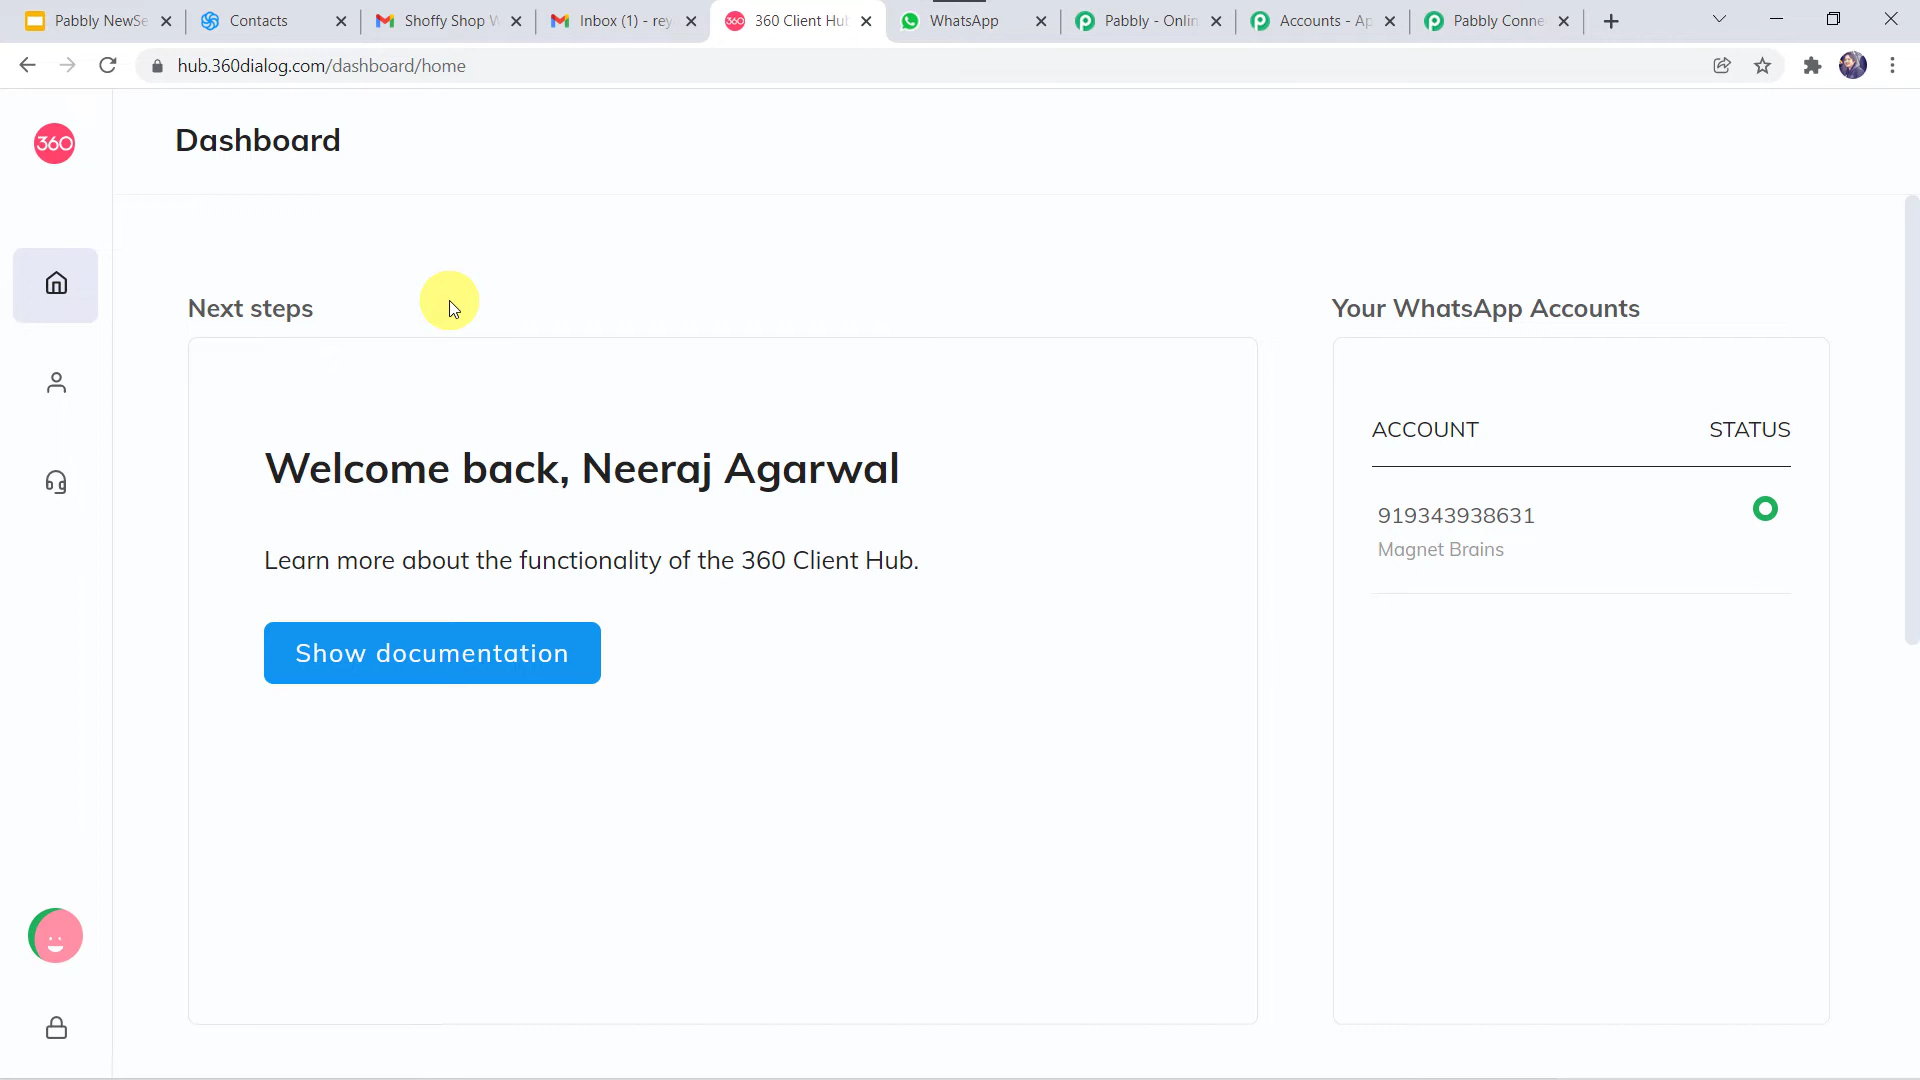 Pabbly NewSe
Contacts
Shoffy Shop W
Inbox (1) - rey
360 Client Hub
WhatsApp
Pabbly - Onlin
Accounts - Ap
Pabbly Conne
hub.360dialog.com/dashboard/home
360
Dashboard
Next steps
Your WhatsApp Accounts
Welcome back, Neeraj Agarwal
Learn more about the functionality of the 360 Client Hub.
Show documentation
ACCOUNT STATUS
919343938631
Magnet Brains